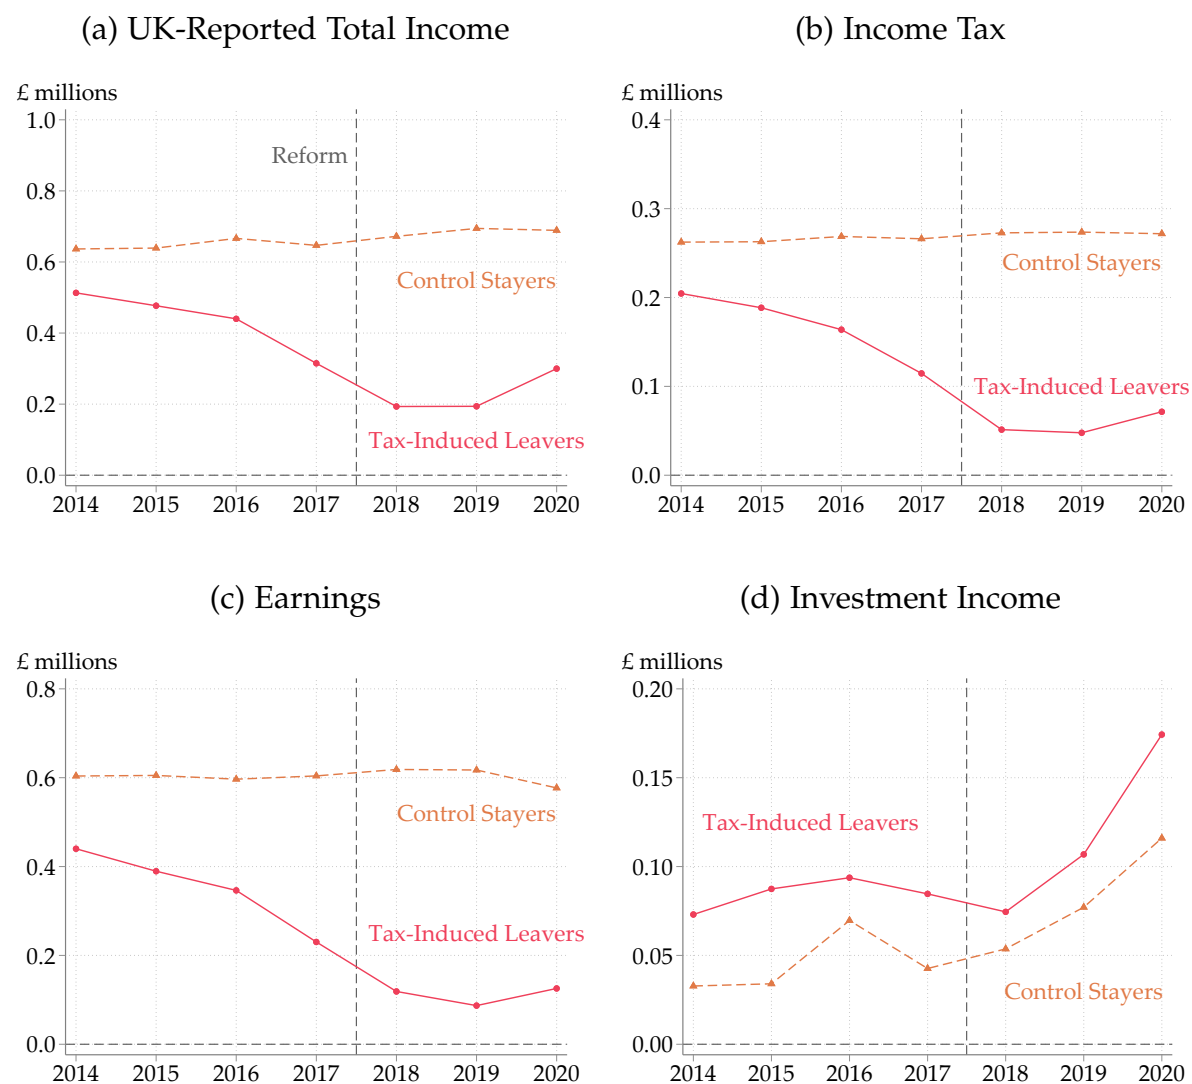 (a) UK-Reported Total Income
£ millions
1.0
0.8
0.6
0.4
0.2
0.0
Reform
Control Stayers
Tax-Induced Leavers
2014 2015 2016 2017 2018 2019 2020
(b) Income Tax
£ millions
0.4
0.3
0.2
0.1
0.0
Control Stayers
Tax-Induced Leavers
2014 2015 2016 2017 2018 2019 2020
(c) Earnings
£ millions
0.8
0.6
0.4
0.2
0.0
Control Stayers
Tax-Induced Leavers
2014 2015 2016 2017 2018 2019 2020
(d) Investment Income
£ millions
0.20
0.15
0.10
0.05
0.00
Tax-Induced Leavers
Control Stayers
2014 2015 2016 2017 2018 2019 2020